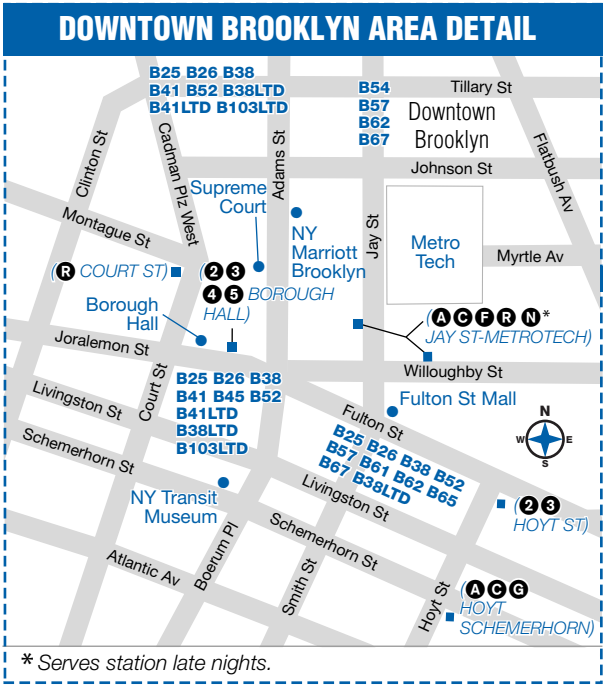 DOWNTOWN BROOKLYN AREA DETAIL
B25 B26 B38
B41 B52 B38LTD
B41LTD B103LTD
B54
B57
B62
B67
Tillary St
Downtown
Brooklyn
Flatbush Av
Johnson St
Clinton St
Cadman Plz West
Adams St
Supreme
Court
Montague St
NY
Marriott
Brooklyn
Jay St
Metro
Tech
Myrtle Av
(R COURT ST)
(2 3
4 5 BOROUGH
HALL)
Borough
Hall
(A C F R N*
JAY ST-METROTECH)
Joralemon St
Willoughby St
Court St
B25 B26 B38
B41 B45 B52
B41LTD
B38LTD
B103LTD
Livingston St
Fulton St Mall
Fulton St
N
W E
S
Schemerhorn St
B25 B26 B38 B52
B57 B61 B62 B65
B67 B38LTD
NY Transit
Museum
Livingston St
(2 3
HOYT ST)
Schemerhorn St
Atlantic Av
Boerum Pl
Smith St
Hoyt St
(A C G
HOYT
SCHEMERHORN)
* Serves station late nights.